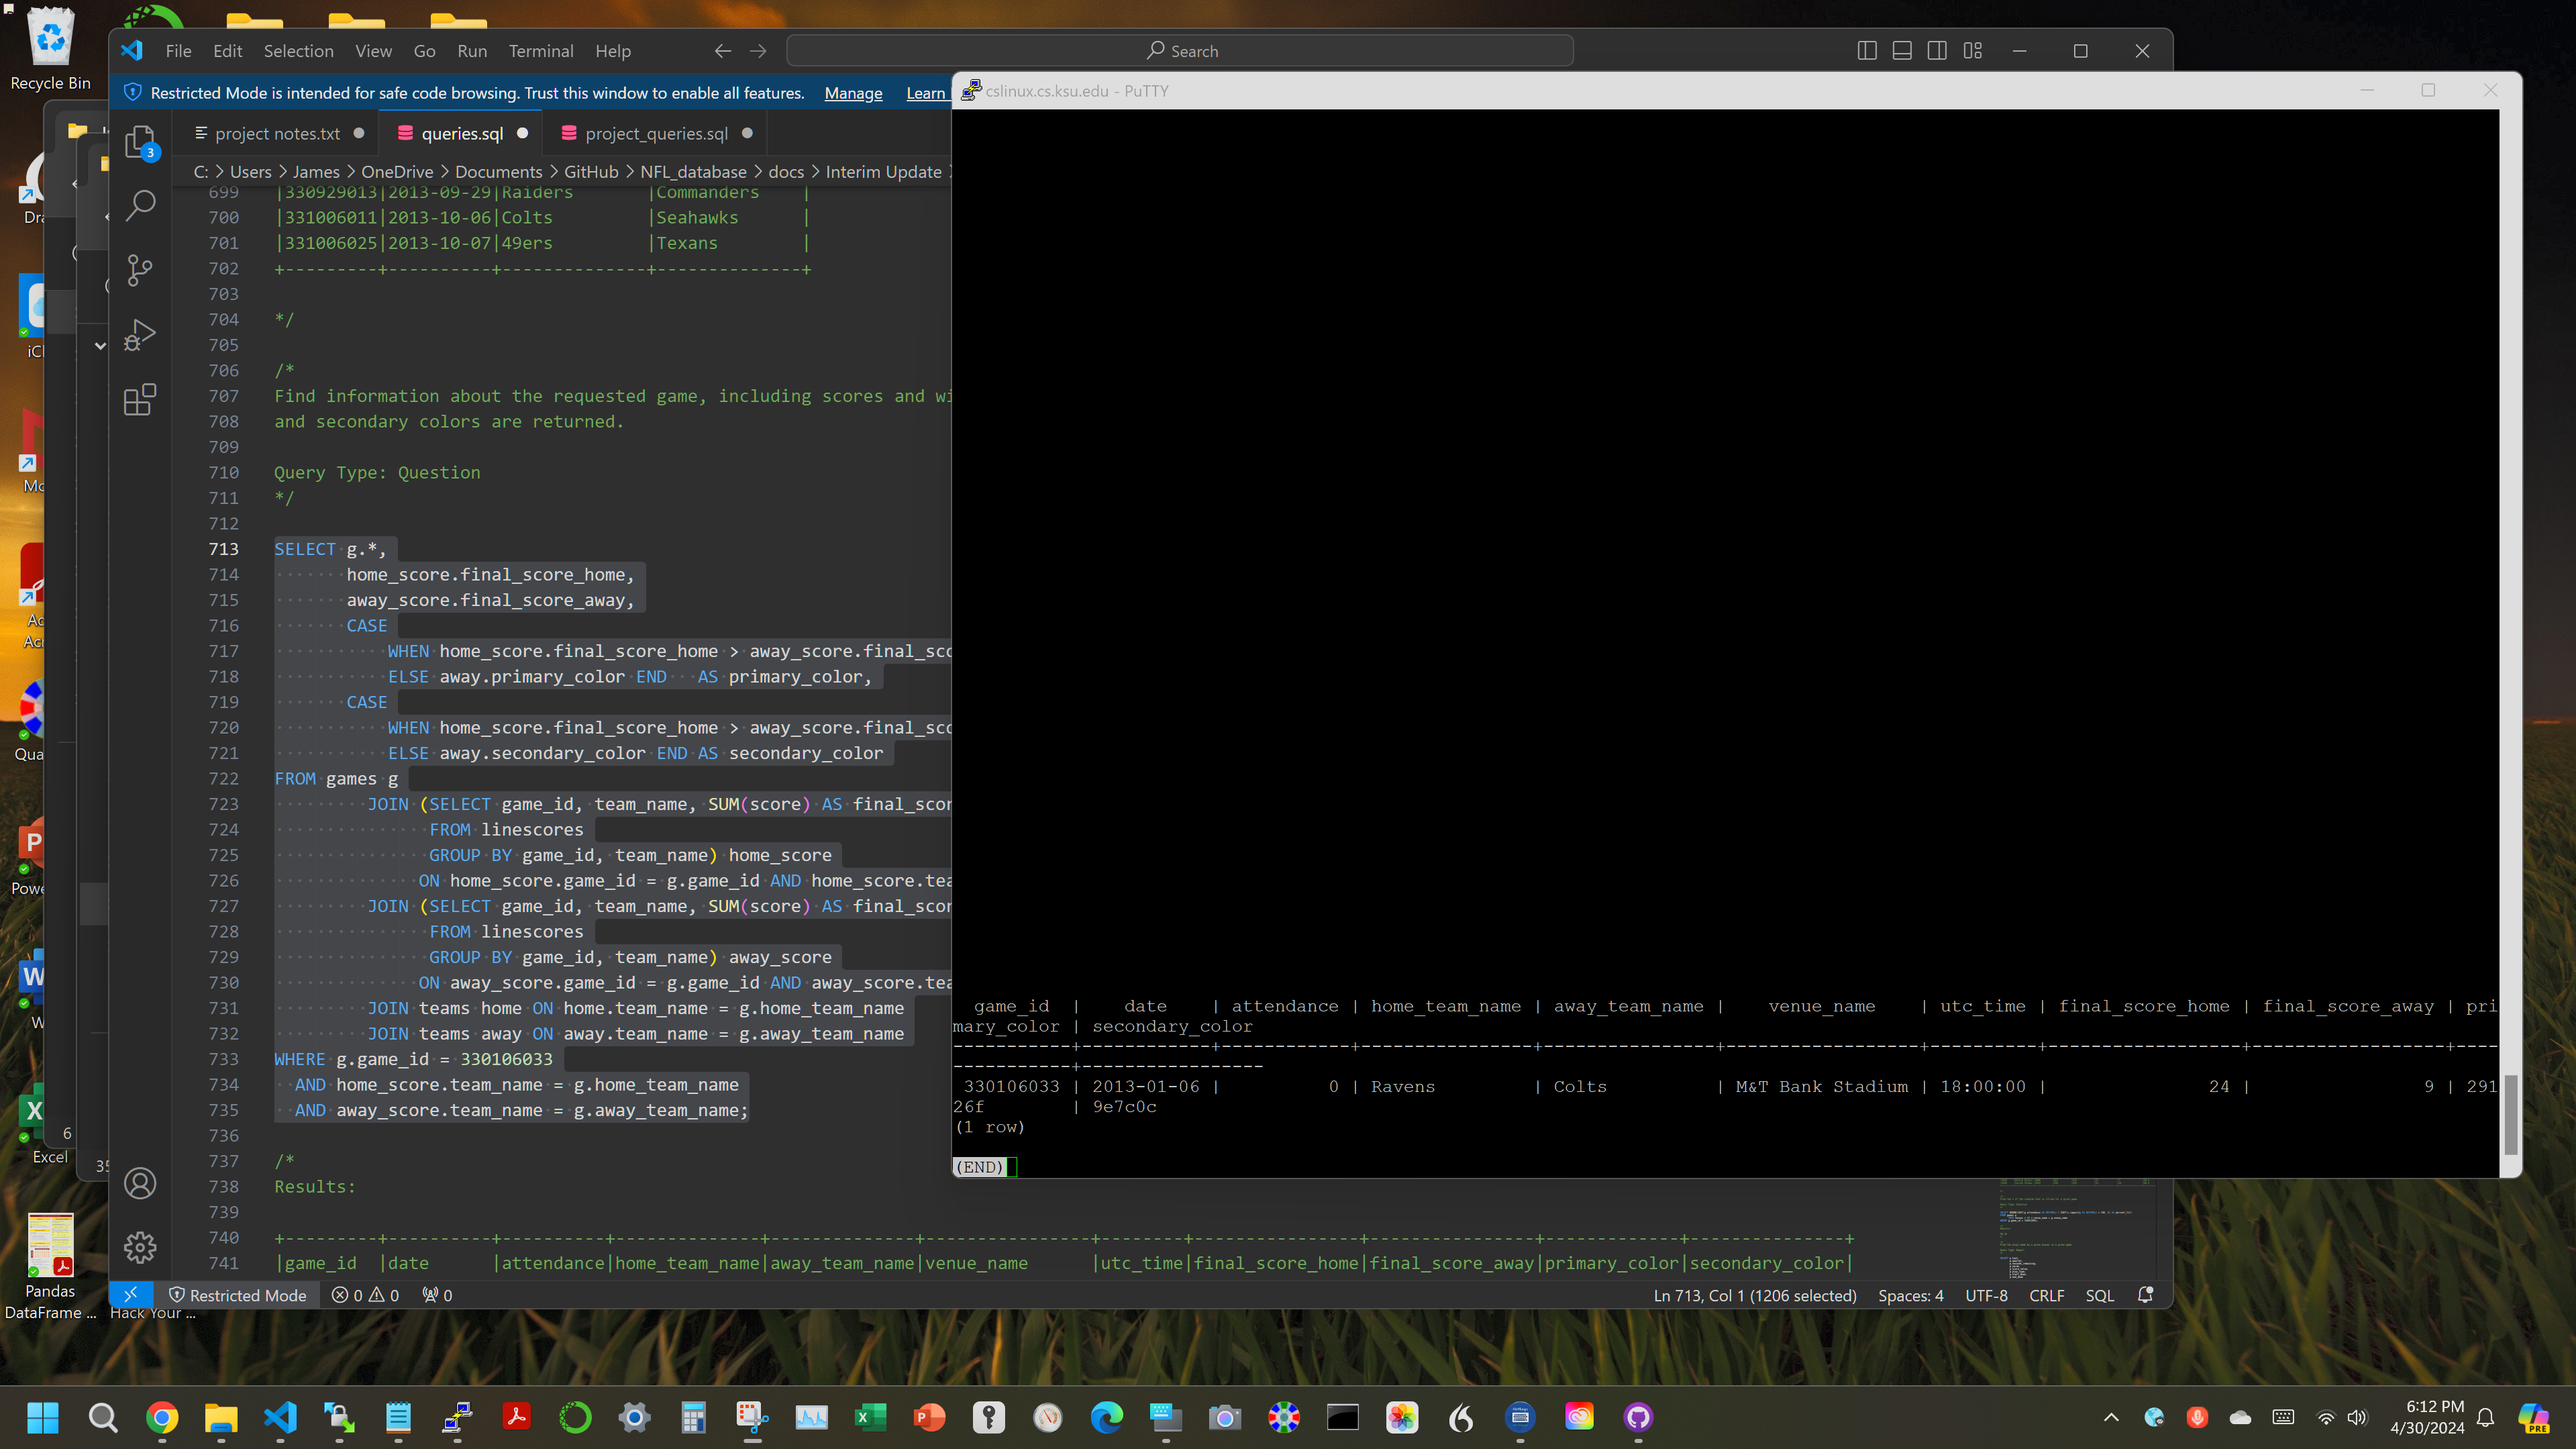 Recycle Bin
File Edit Selection View Go Run Terminal Help
Search
Restricted Mode is intended for safe code browsing. Trust this window to enable all features. Manage Learn
cslinux.cs.ksu.edu - PuTTY
project notes.txt
queries.sql
project_queries.sql
3
C: > Users > James > OneDrive > Documents > GitHub > NFL_database > docs > Interim Update >
699 |330929013|2013-09-29|Raiders |Commanders |
700 |331006011|2013-10-06|Colts |Seahawks |
701 |331006025|2013-10-07|49ers |Texans |
702 +---------+----------+--------------+--------------+
703
704 */
705
706 /*
707 Find information about the requested game, including scores and wi
708 and secondary colors are returned.
709
710 Query Type: Question
711 */
712
713 SELECT g.*,
714 home_score.final_score_home,
715 away_score.final_score_away,
716 CASE
717 WHEN home_score.final_score_home > away_score.final_sco
718 ELSE away.primary_color END AS primary_color,
719 CASE
720 WHEN home_score.final_score_home > away_score.final_sco
721 ELSE away.secondary_color END AS secondary_color
722 FROM games g
723 JOIN (SELECT game_id, team_name, SUM(score) AS final_scor
724 FROM linescores
725 GROUP BY game_id, team_name) home_score
726 ON home_score.game_id = g.game_id AND home_score.tea
727 JOIN (SELECT game_id, team_name, SUM(score) AS final_scor
728 FROM linescores
729 GROUP BY game_id, team_name) away_score
730 ON away_score.game_id = g.game_id AND away_score.tea
731 JOIN teams home ON home.team_name = g.home_team_name
732 JOIN teams away ON away.team_name = g.away_team_name
733 WHERE g.game_id = 330106033
734 AND home_score.team_name = g.home_team_name
735 AND away_score.team_name = g.away_team_name;
736
737 /*
738 Results:
739
740 +---------+----------+----------+--------------+--------------+----------------+--------+----------------+----------------+-------------+---------------+
741 |game_id |date |attendance|home_team_name|away_team_name|venue_name |utc_time|final_score_home|final_score_away|primary_color|secondary_color|
game_id | date | attendance | home_team_name | away_team_name | venue_name | utc_time | final_score_home | final_score_away | pri
mary_color | secondary_color
-----------+------------+------------+----------------+----------------+-------------------+----------+------------------+------------------+----
-----------+-----------------
330106033 | 2013-01-06 | 0 | Ravens | Colts | M&T Bank Stadium | 18:00:00 | 24 | 9 | 291
26f | 9e7c0c
(1 row)
(END)
Dra
iCl
Mc
Ac
Acr
Qua
Powe
W
Excel
6
35
Pandas
DataFrame ...
Hack Your ...
Restricted Mode 0 0 0
Ln 713, Col 1 (1206 selected) Spaces: 4 UTF-8 CRLF SQL
6:12 PM
4/30/2024
PRE